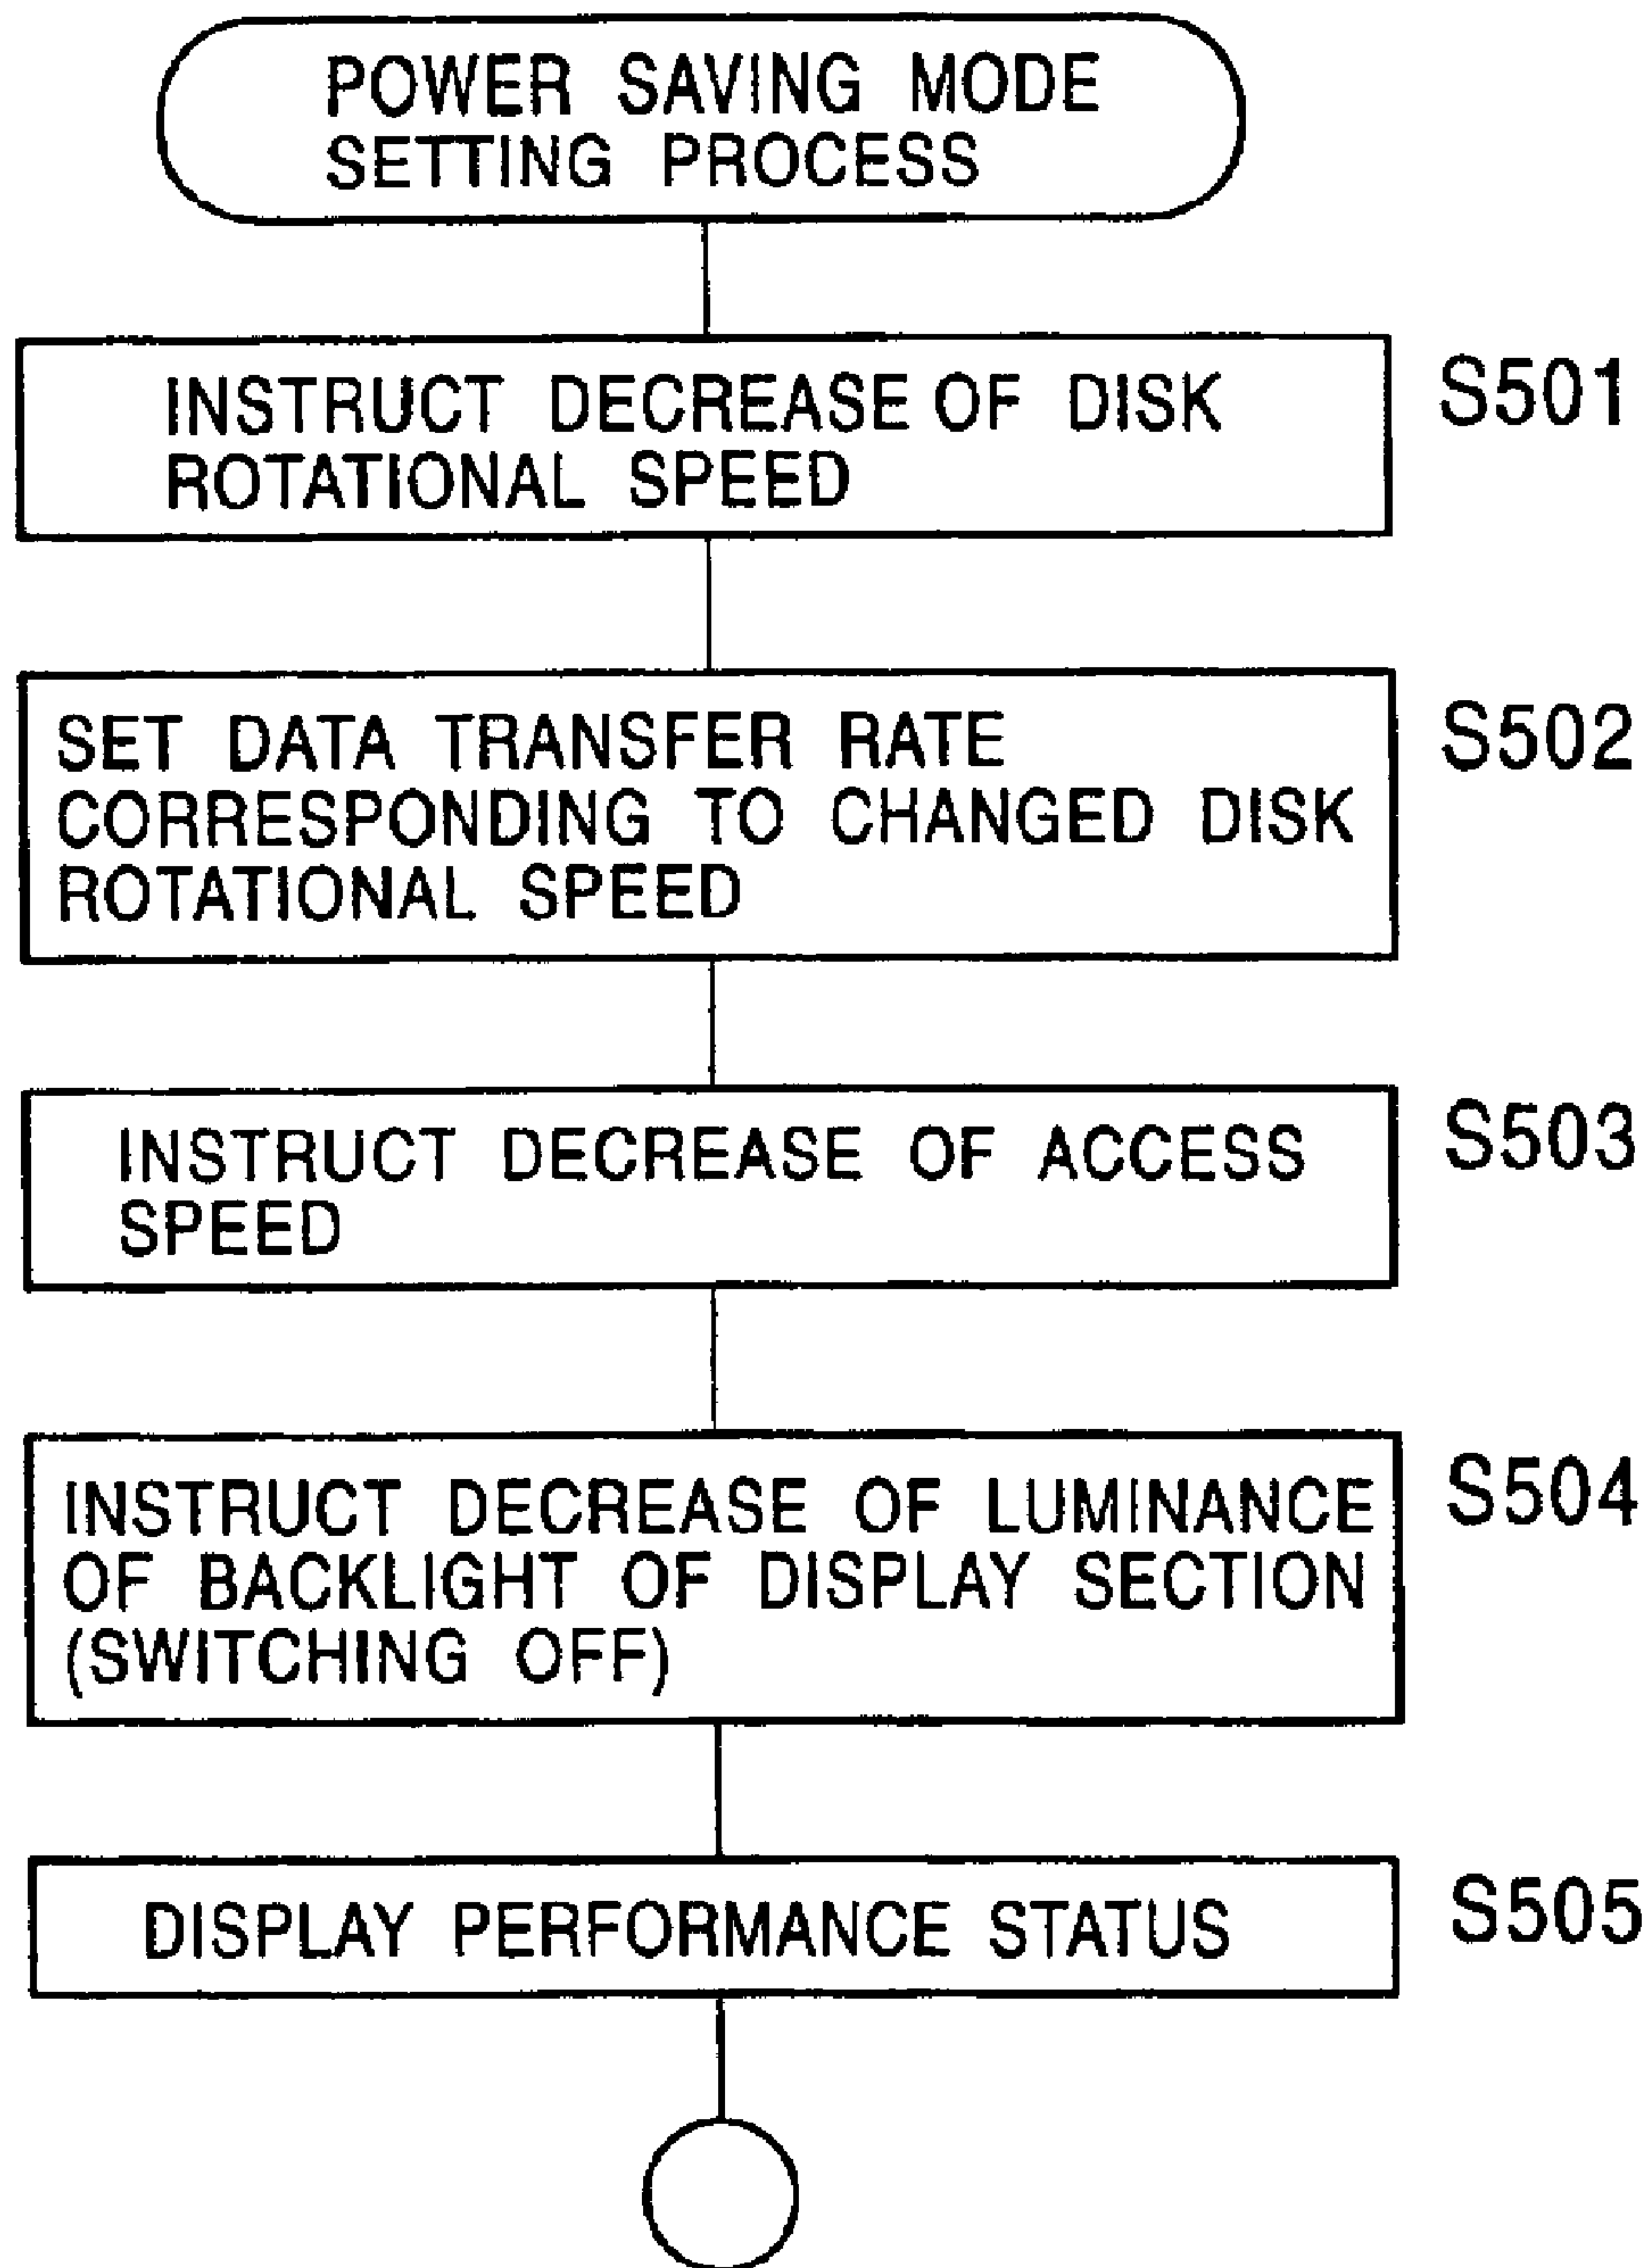 POWER SAVING MODE
SETTING PROCESS
INSTRUCT DECREASE OF DISK
ROTATIONAL SPEED
S501
SET DATA TRANSFER RATE
CORRESPONDING TO CHANGED DISK
ROTATIONAL SPEED
S502
INSTRUCT DECREASE OF ACCESS
SPEED
S503
INSTRUCT DECREASE OF LUMINANCE
OF BACKLIGHT OF DISPLAY SECTION
(SWITCHING OFF)
S504
DISPLAY PERFORMANCE STATUS
S505